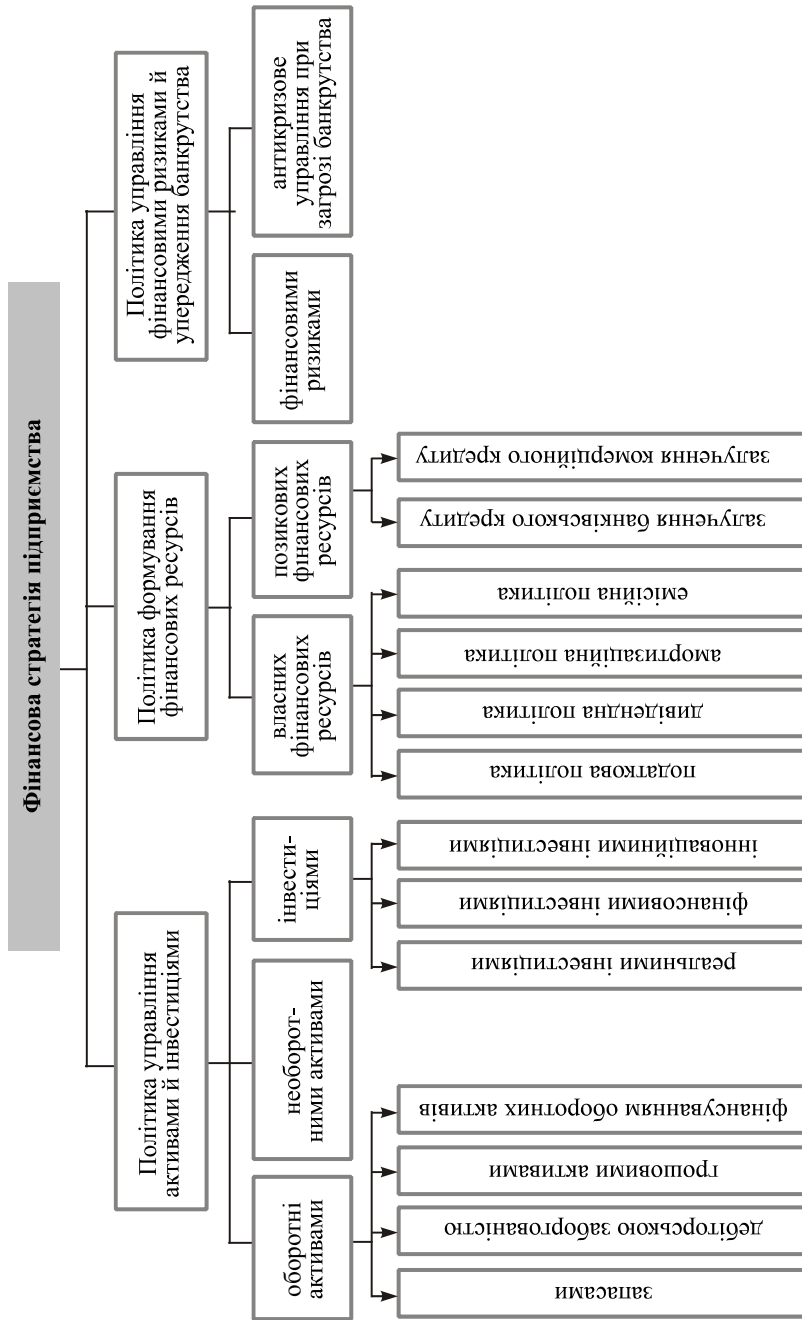 Фінансова стратегія підприємства
Політика управління
активами й інвестиціями
Політика формування
фінансових ресурсів
Політика управління
фінансовими ризиками й
упередження банкрутства
оборотні
активами
необорот-
ними активами
інвести-
ціями
власних
фінансових
ресурсів
позикових
фінансових
ресурсів
фінансовими
ризиками
антикризове
управління при
загрозі банкрутства
запасами
дебіторською заборгованістю
грошовими активами
фінансуванням оборотних активів
реальними інвестиціями
фінансовими інвестиціями
інноваційними інвестиціями
податкова політика
дивідендна політика
амортизаційна політика
емісійна політика
залучення банківського кредиту
залучення комерційного кредиту